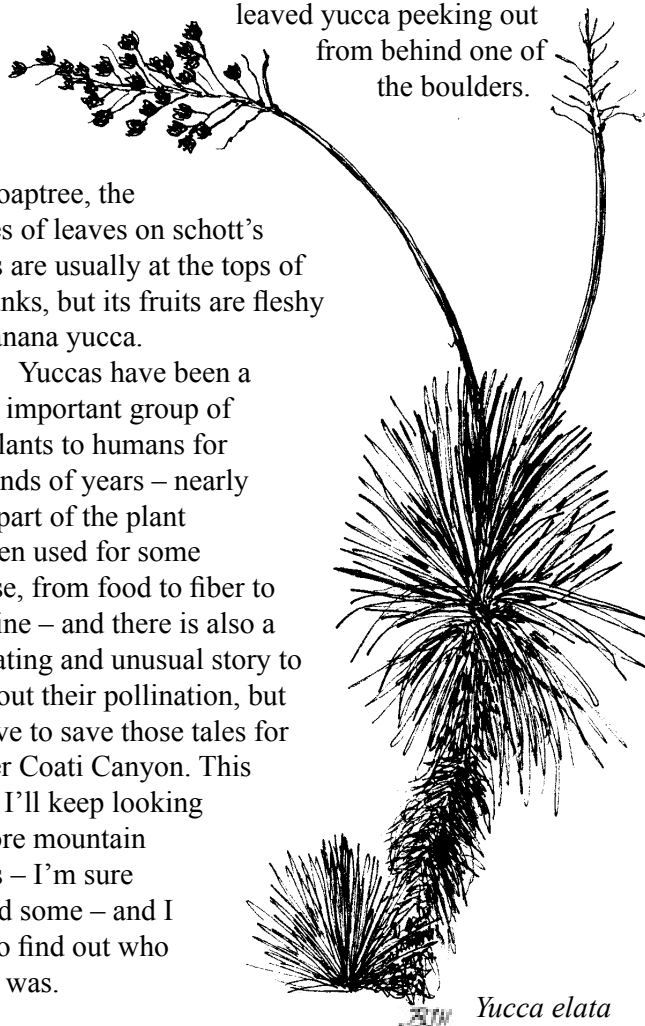 leaved yucca peeking out
from behind one of
the boulders.
oaptree, the
es of leaves on schott’s
s are usually at the tops of
nks, but its fruits are fleshy
anana yucca.
Yuccas have been a
important group of
lants to humans for
nds of years – nearly
part of the plant
en used for some
se, from food to fiber to
ine – and there is also a
ating and unusual story to
out their pollination, but
ve to save those tales for
er Coati Canyon. This
I’ll keep looking
ore mountain
s – I’m sure
d some – and I
o find out who
was.
Yucca elata